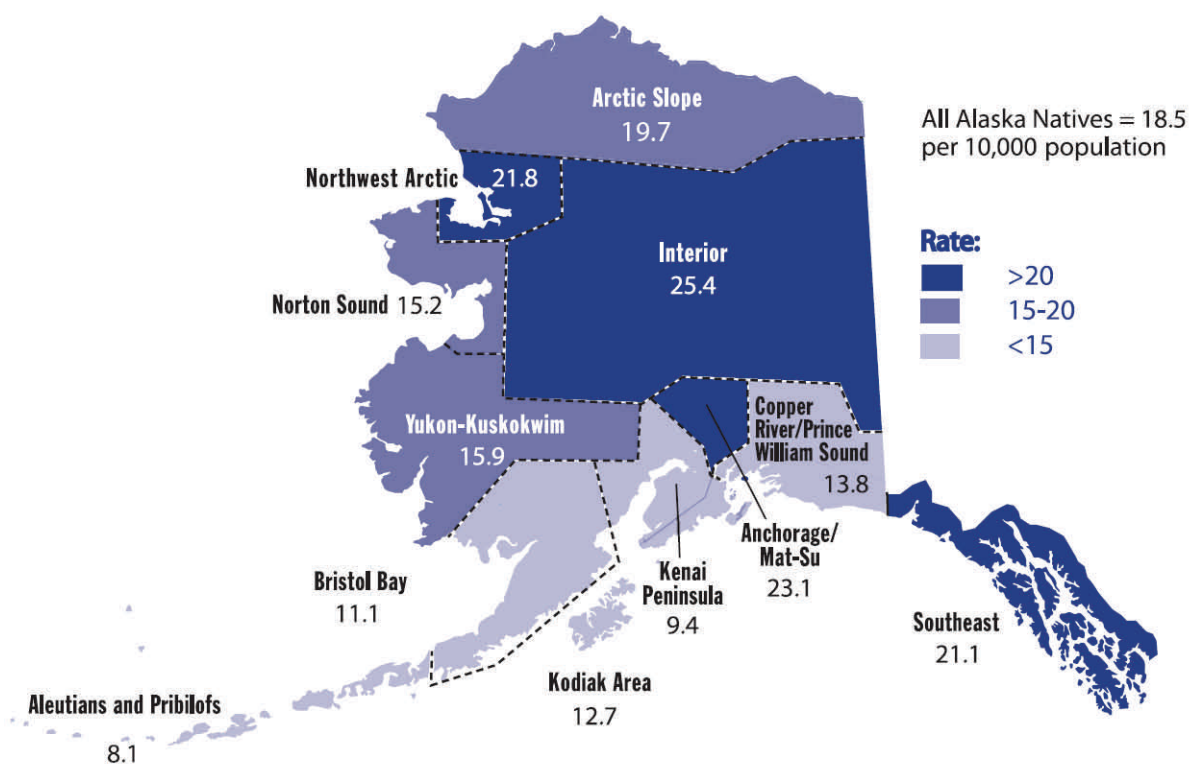 Arctic Slope
19.7
All Alaska Natives = 18.5
per 10,000 population
Northwest Arctic
21.8
Interior
25.4
Rate:
>20
15-20
<15
Norton Sound
15.2
Yukon-Kuskokwim
15.9
Copper
River/Prince
William Sound
13.8
Anchorage/
Mat-Su
23.1
Kenai
Peninsula
9.4
Bristol Bay
11.1
Southeast
21.1
Kodiak Area
12.7
Aleutians and Pribilofs
8.1